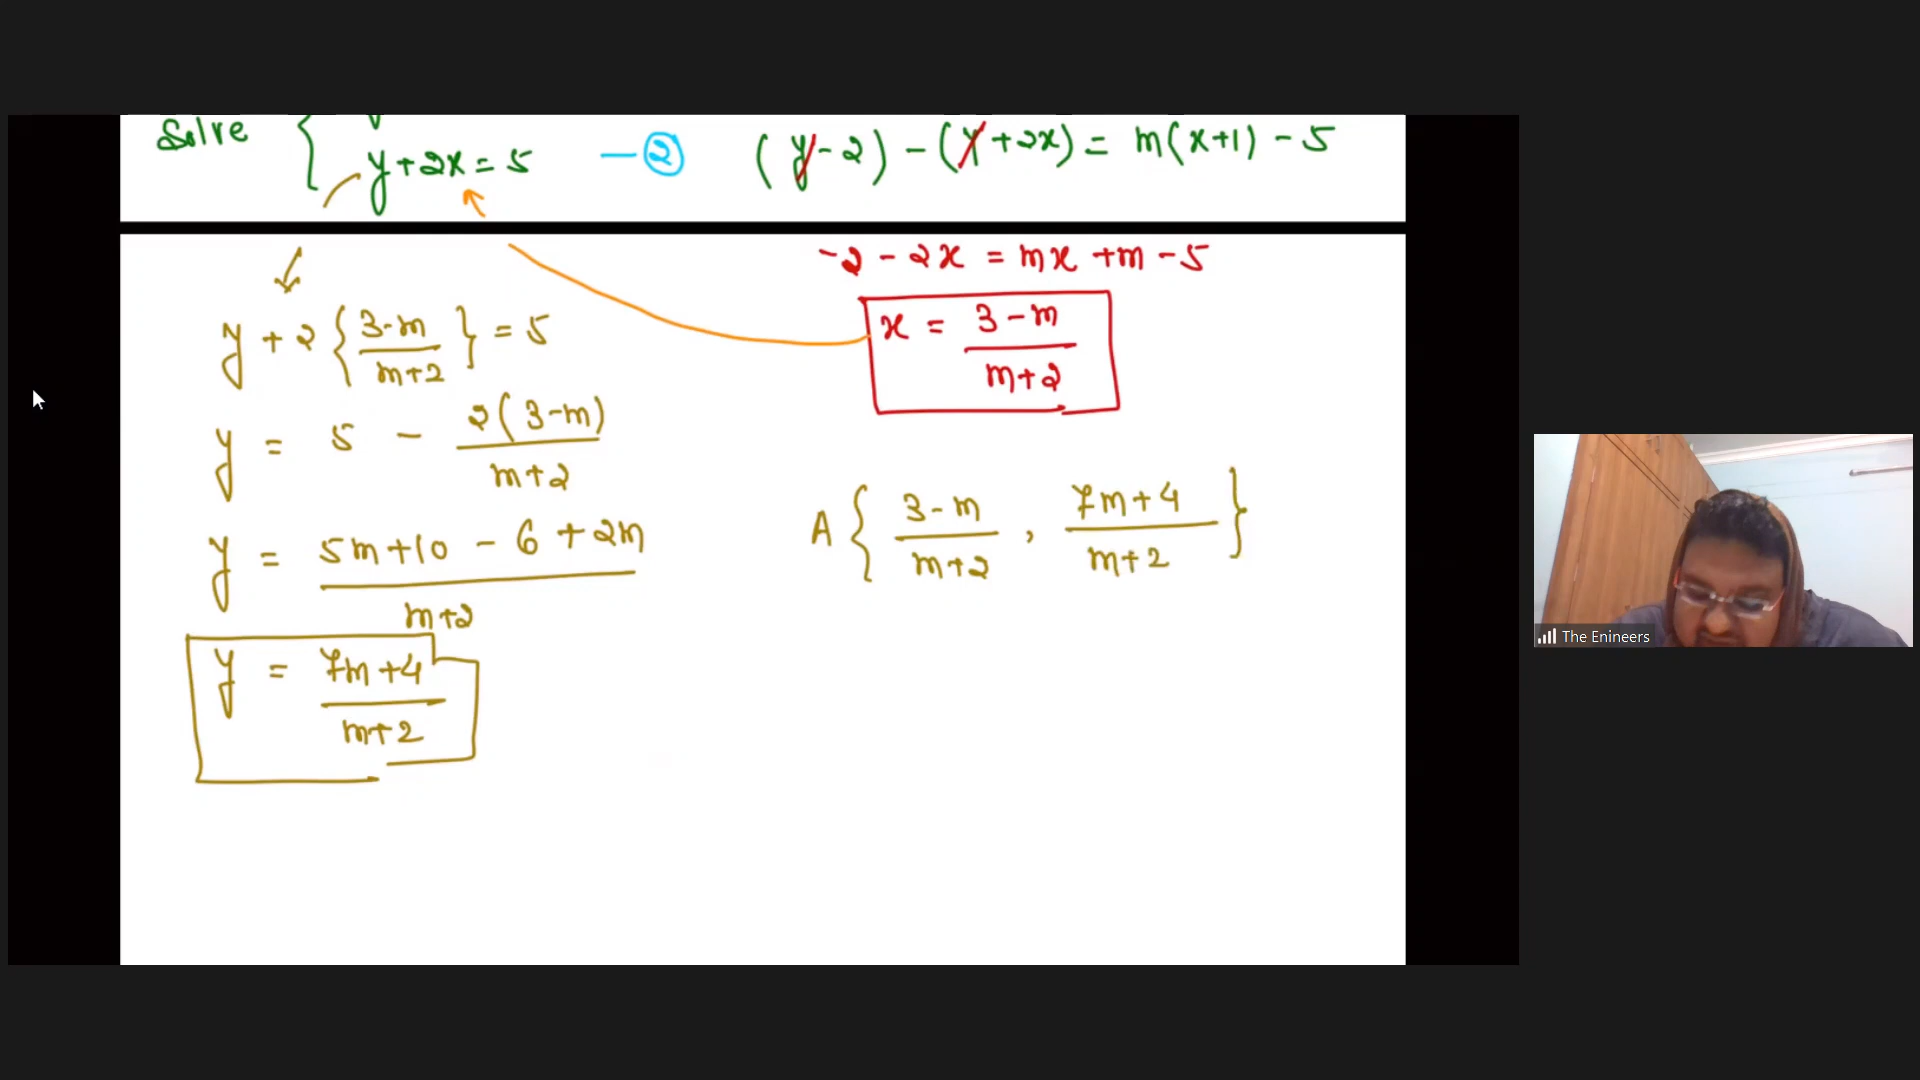 Solve { y+2x=5 —② (y-2)-(y+2x)= m(x+1)-5
-2-2x = mx+m-5
x = 3-m / m+2
y+2{3-m / m+2} = 5
y = 5 - 2(3-m) / m+2
y = 5m+10-6+2m / m+2
y = 7m+4 / m+2
A{3-m / m+2 , 7m+4 / m+2}
The Enineers